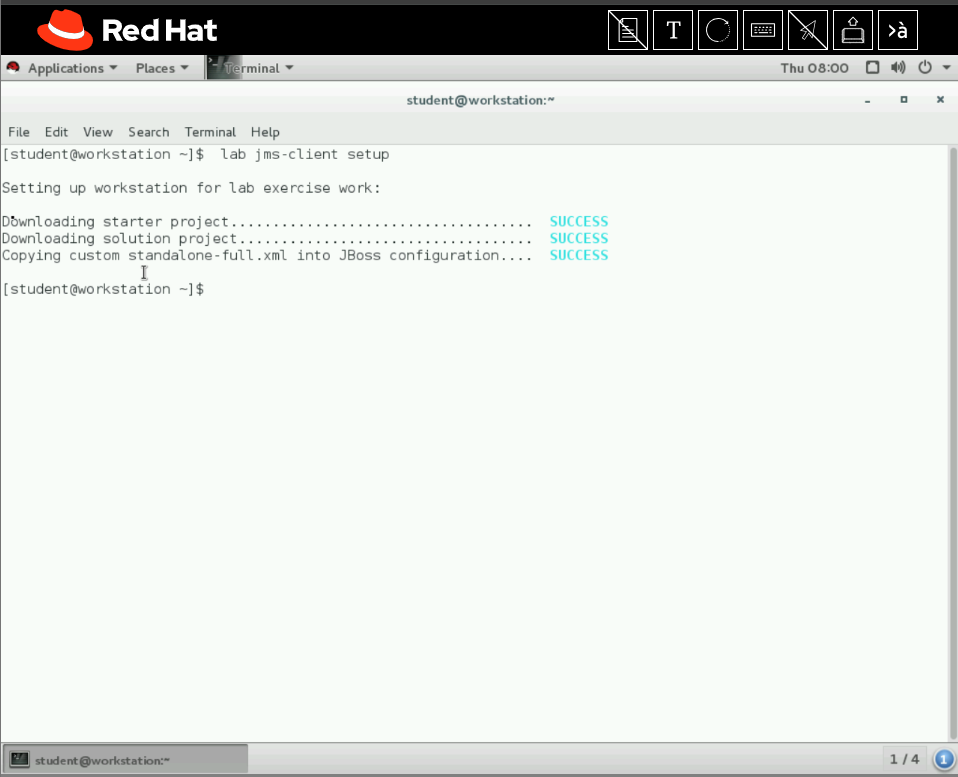 Red Hat
T
>à
Applications Places Terminal Thu 08:00
student@workstation:~
File Edit View Search Terminal Help
[student@workstation ~]$ lab jms-client setup
Setting up workstation for lab exercise work:
Downloading starter project.................................... SUCCESS
Downloading solution project................................... SUCCESS
Copying custom standalone-full.xml into JBoss configuration.... SUCCESS
[student@workstation ~]$
student@workstation:~ 1 / 4 1